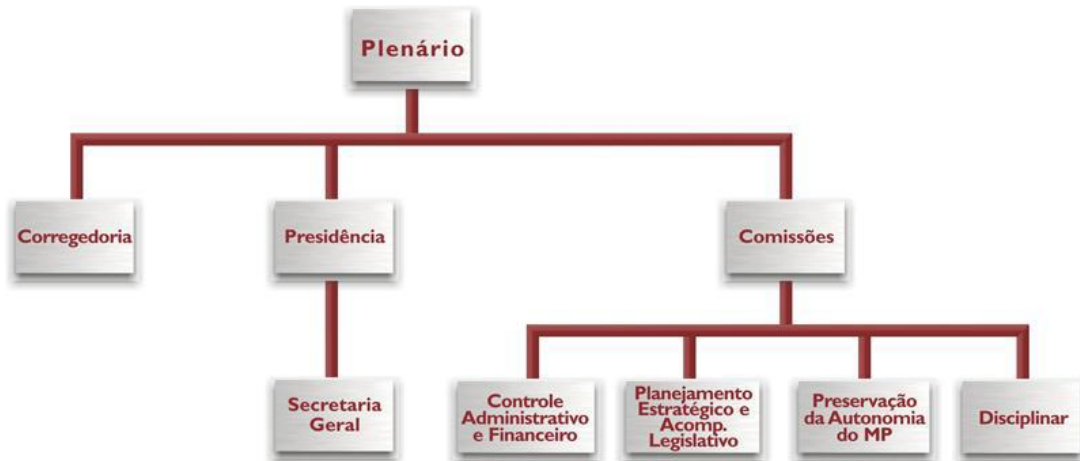 Plenário
Corregedoria
Presidência
Comissões
Secretaria
Geral
Controle
Administrativo
e Financeiro
Planejamento
Estratégico e
Acomp.
Legislativo
Preservação
da Autonomia
do MP
Disciplinar